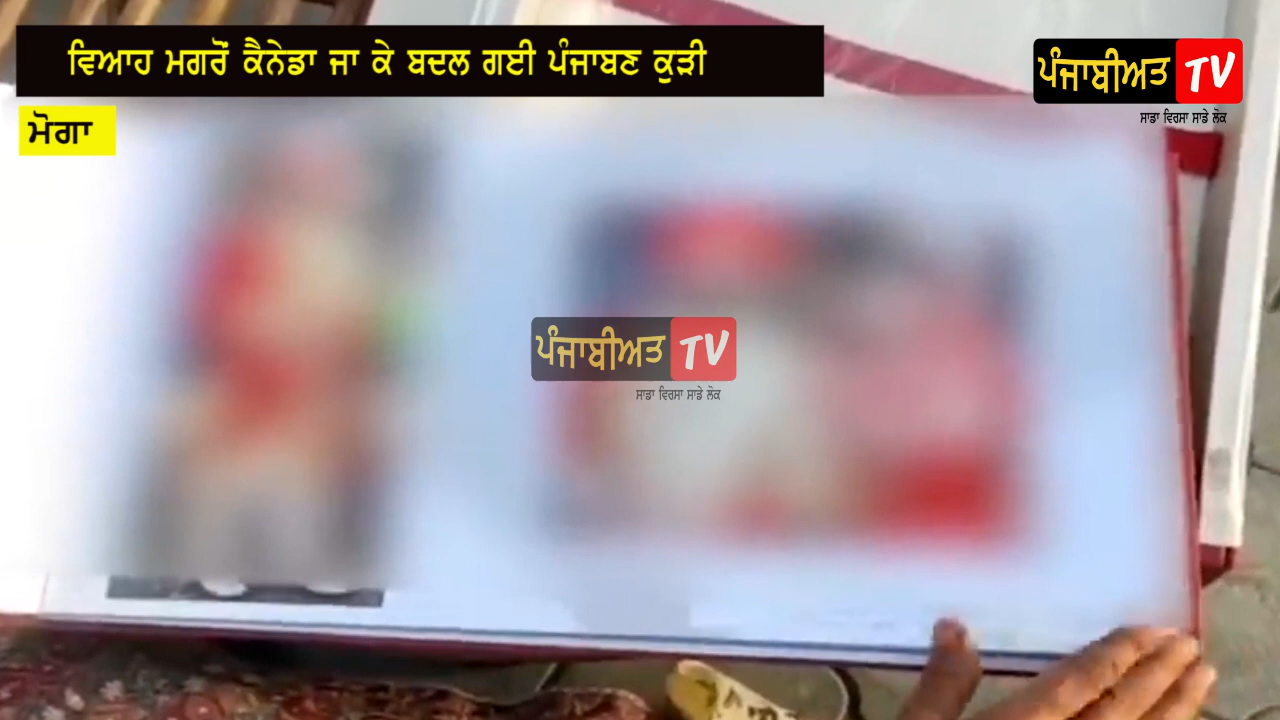 ਵਿਆਹ ਮਗਰੋਂ ਕੈਨੇਡਾ ਜਾ ਕੇ ਬਦਲ ਗਈ ਪੰਜਾਬਣ ਕੁੜੀ
ਪੰਜਾਬੀਅਤ TV
ਸਾਡਾ ਵਿਰਸਾ ਸਾਡੇ ਲੋਕ
ਮੋਗਾ
ਪੰਜਾਬੀਅਤ TV
ਸਾਡਾ ਵਿਰਸਾ ਸਾਡੇ ਲੋਕ